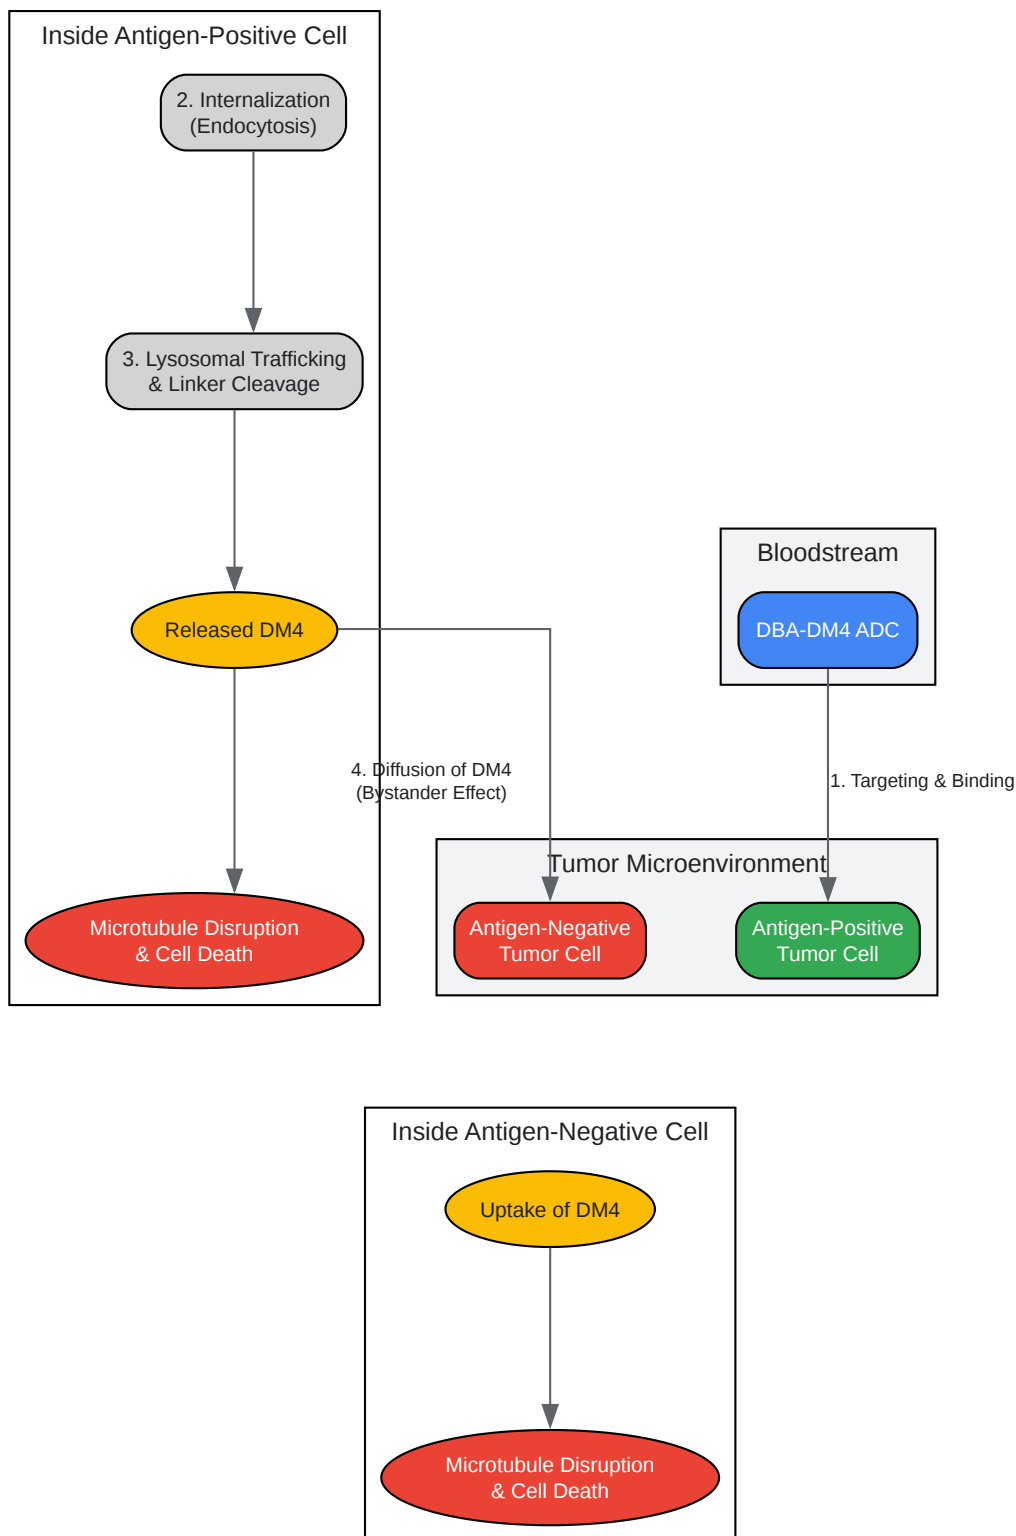 Inside Antigen-Positive Cell
2. Internalization
(Endocytosis)
3. Lysosomal Trafficking
& Linker Cleavage
Released DM4
Microtubule Disruption
& Cell Death
4. Diffusion of DM4
(Bystander Effect)
Bloodstream
DBA-DM4 ADC
1. Targeting & Binding
Tumor Microenvironment
Antigen-Negative
Tumor Cell
Antigen-Positive
Tumor Cell
Inside Antigen-Negative Cell
Uptake of DM4
Microtubule Disruption
& Cell Death